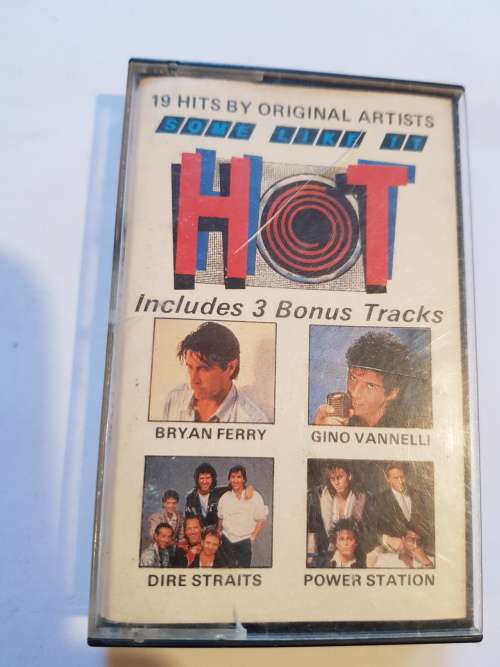 19 HITS BY ORIGINAL ARTISTS
SOME LIKE IT
HOT
Includes 3 Bonus Tracks
BRYAN FERRY
GINO VANNELLI
DIRE STRAITS
POWER STATION